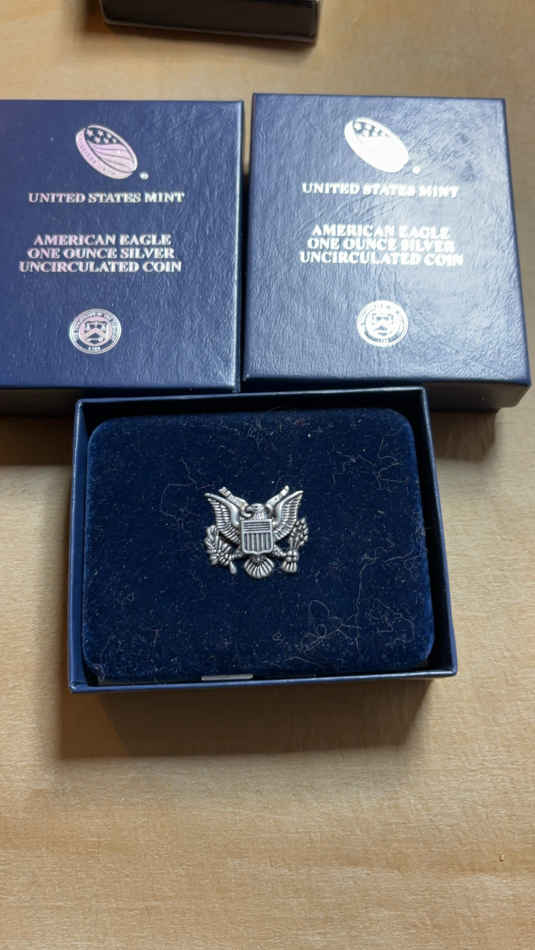 UNITED STATES MINT
AMERICAN EAGLE
ONE OUNCE SILVER
UNCIRCULATED COIN
UNITED STATES MINT
AMERICAN EAGLE
ONE OUNCE SILVER
UNCIRCULATED COIN